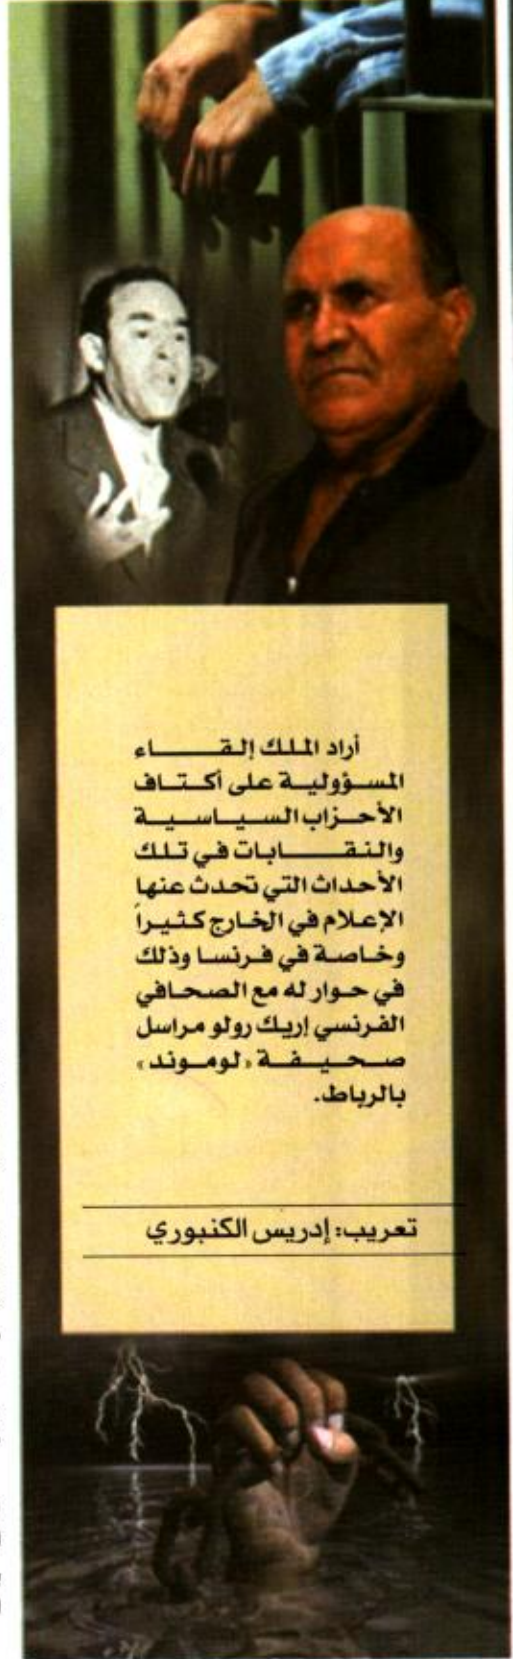 أراد الملك إلقاء
المسؤولية على أكتاف
الأحزاب السياسية
والنقابات في تلك
الأحداث التي تحدث عنها
الإعلام في الخارج كثيراً
وخاصة في فرنسا وذلك
في حوار له مع الصحافي
الفرنسي إريك رولو مراسل
صحيفة «لوموند»
بالرباط.
تعريب: إدريس الكنبوري